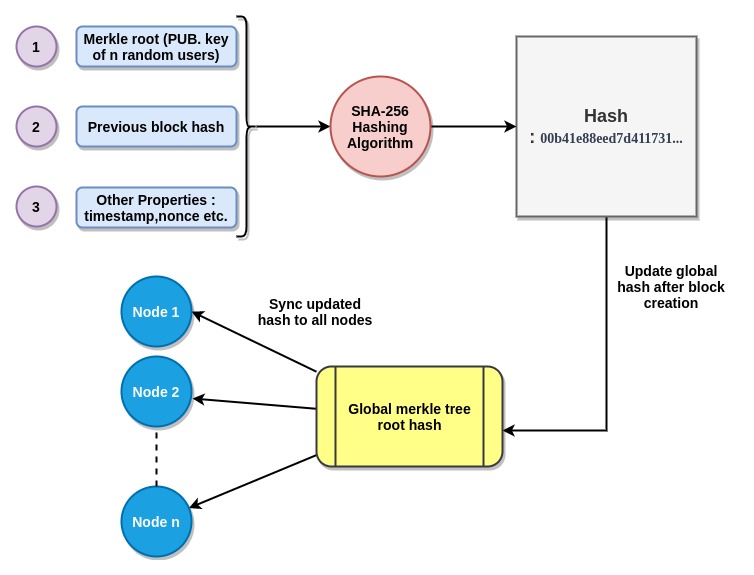 1
Merkle root (PUB. key
of n random users)
2
Previous block hash
3
Other Properties :
timestamp,nonce etc.
SHA-256
Hashing
Algorithm
Hash
: 00b41e88eed7d411731...
Update global
hash after block
creation
Sync updated
hash to all nodes
Node 1
Node 2
Node n
Global merkle tree
root hash